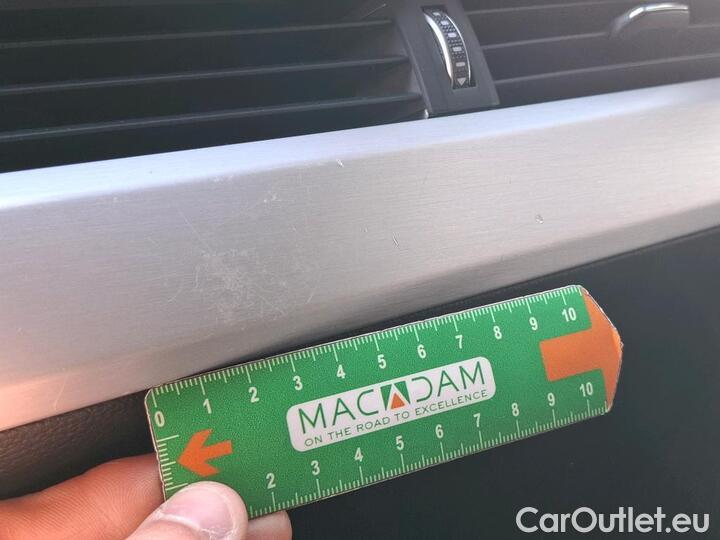 0 1 2 3 4 5 6 7 8 9 10
MACADAM
ON THE ROAD TO EXCELLENCE
2 3 4 5 6 7 8 9 10
CarOutlet.eu